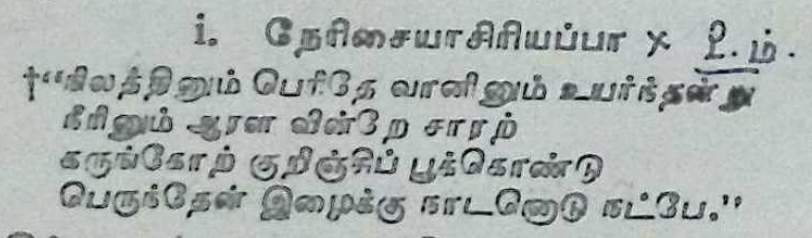 i. நேரிசையாசிரியப்பா × உ.ம்.
†“நிலத்தினும் பெரிதே வானினும் உயர்ந்தன்று
நீரினும் ஆரள வின்றே சாரற்
கருங்கோற் குறிஞ்சிப் பூக்கொண்டு
பெருந்தேன் இழைக்கு நாடனொடு நட்பே.”